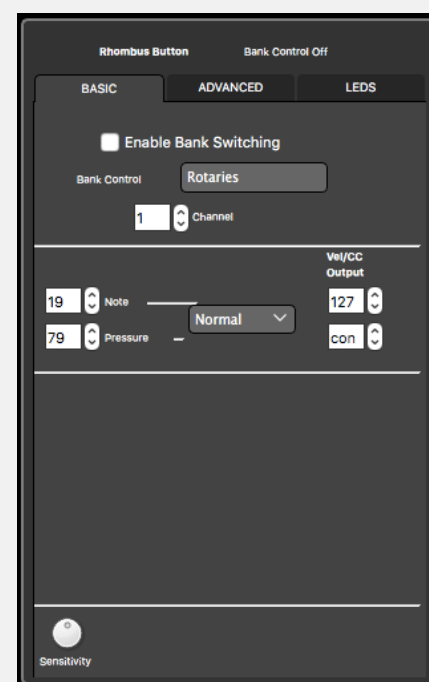 Rhombus Button Bank Control Off
BASIC ADVANCED LEDS
Enable Bank Switching
Bank Control Rotaries
1 Channel
Vel/CC
Output
19 Note 127
Normal
79 Pressure con
Sensitivity